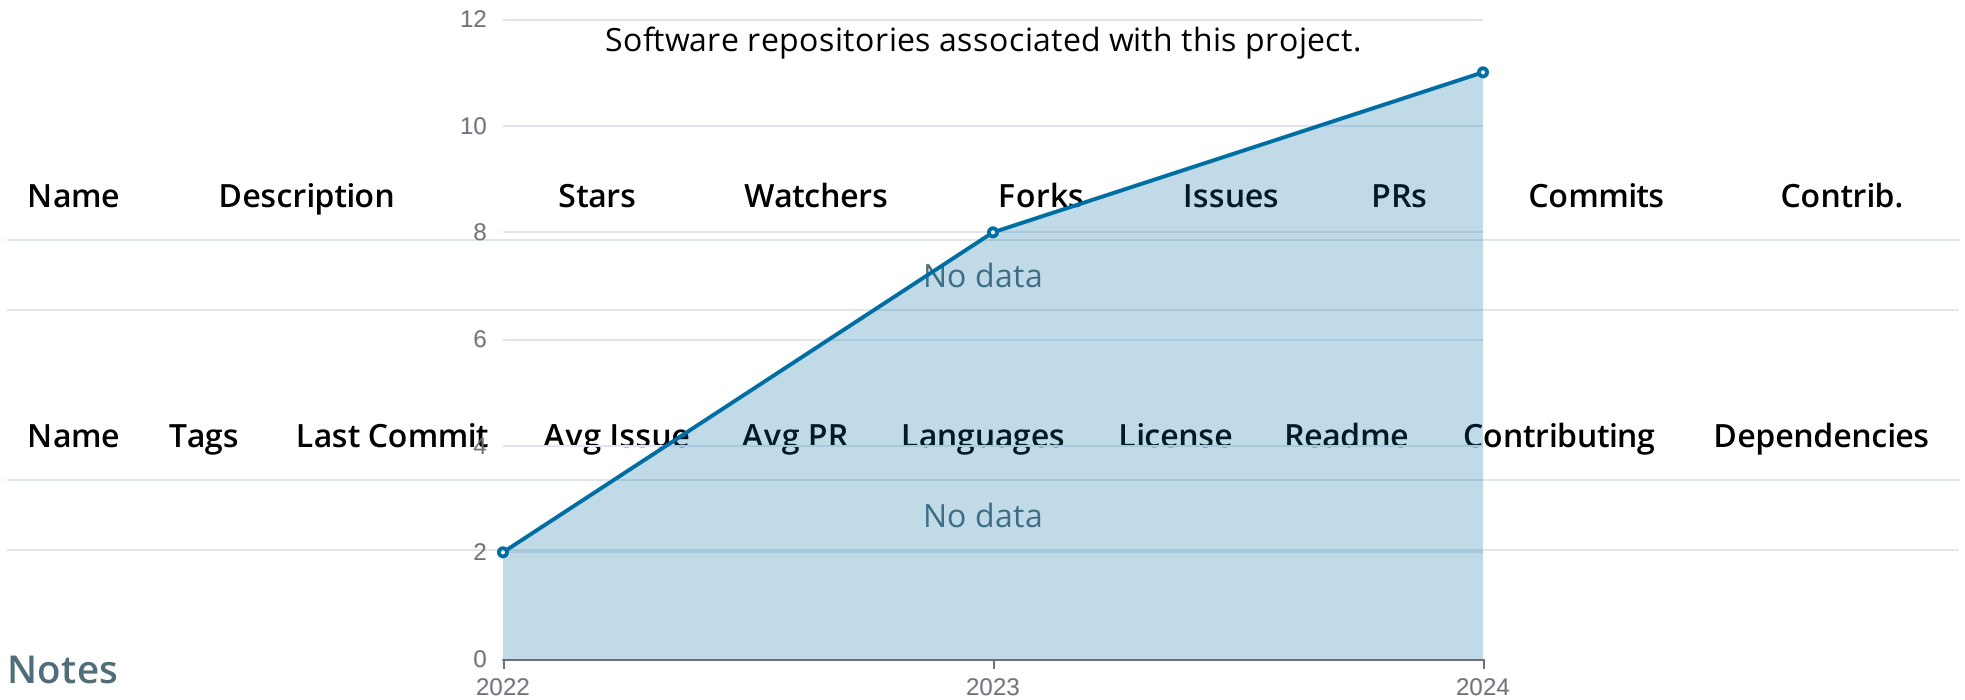 12
Software repositories associated with this project.
10
Name Description Stars Watchers Forks Issues PRs Commits Contrib.
8
No data
6
Name Tags Last Commit Avg Issue Avg PR Languages License Readme Contributing Dependencies
4
No data
2
0
Notes
2022 2023 2024